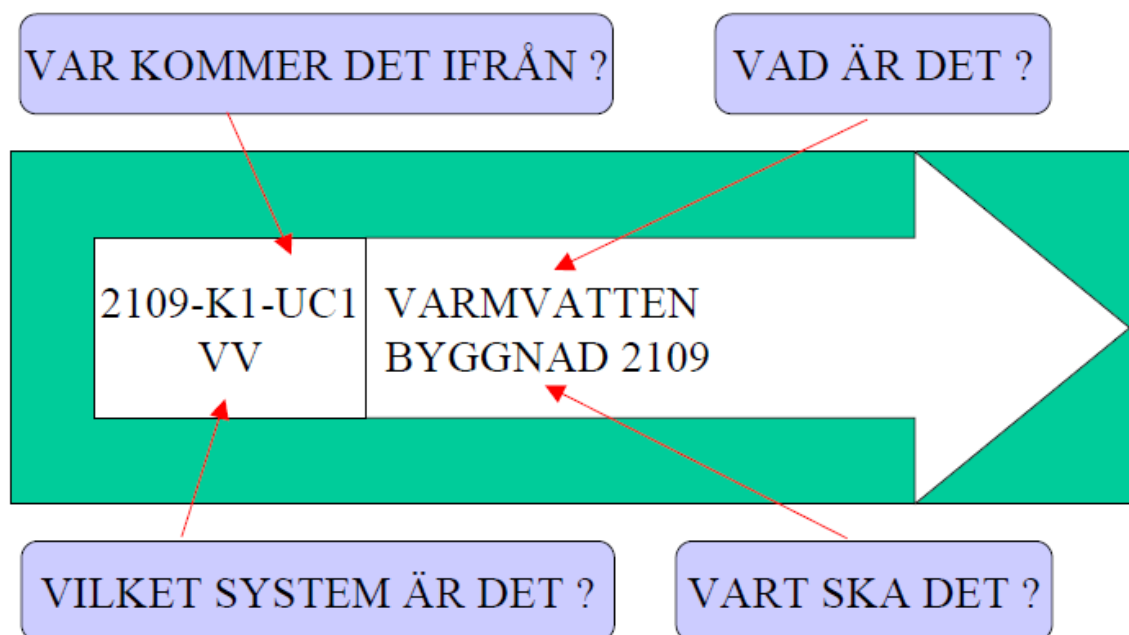 VAR KOMMER DET IFRÅN ?
VAD ÄR DET ?
2109-K1-UC1
VV
VARMVATTEN
BYGGNAD 2109
VILKET SYSTEM ÄR DET ?
VART SKA DET ?